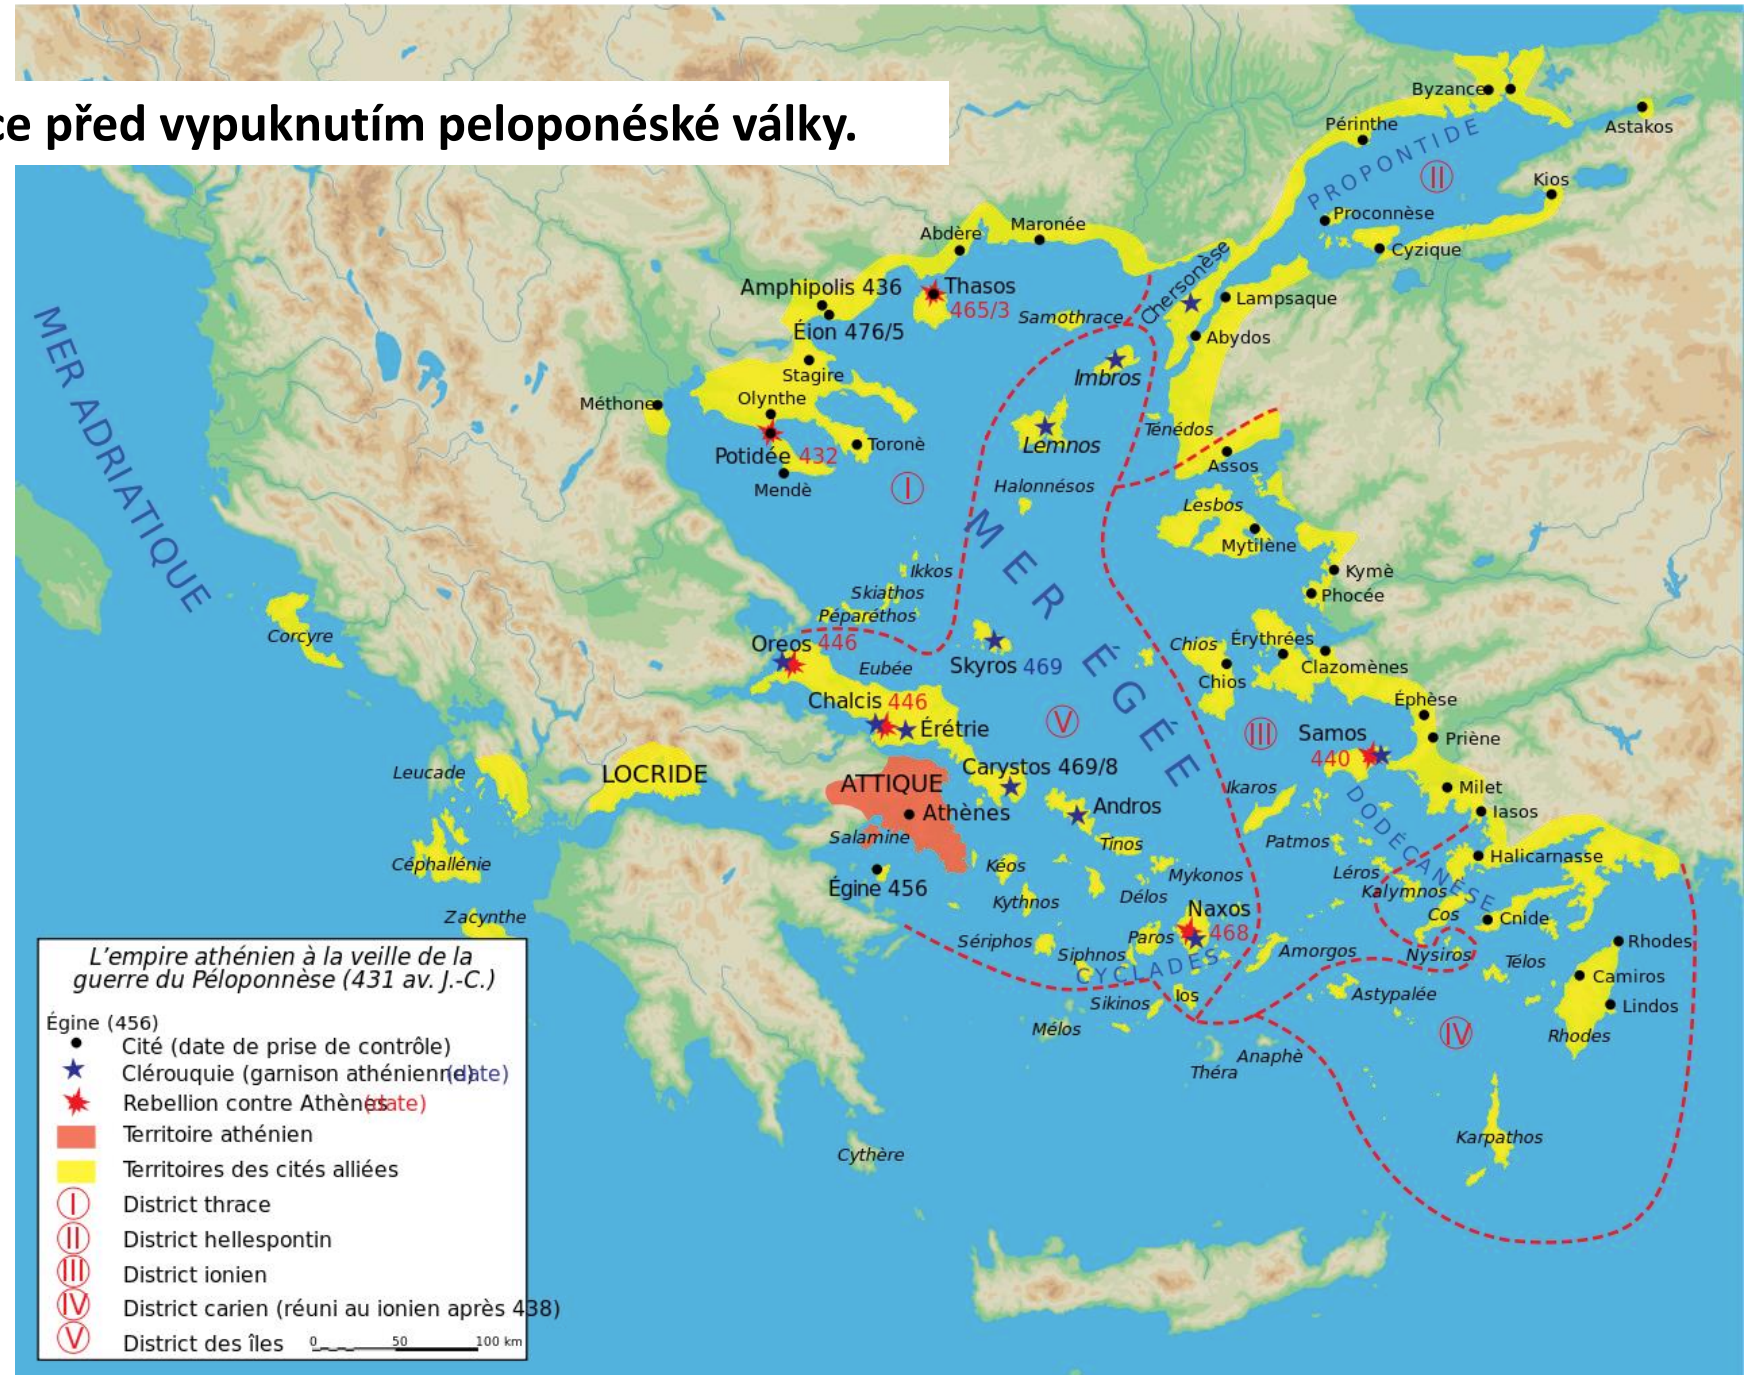 ce před vypuknutím peloponéské války.
Byzance
Périnthe
Astakos
PROPONTIDE
II
Kios
Proconnèse
Cyzique
Abdère
Maronée
Chersonèse
Amphipolis 436
Thasos
465/3
Samothrace
Lampsaque
Éion 476/5
Abydos
Stagire
Imbros
MER ADRIATIQUE
Méthone
Olynthe
Lemnos
Ténédos
Toronè
Potidée 432
Assos
Mendè
I
Halonnésos
Lesbos
MER ÉGÉE
Mytilène
Ikkos
Kymè
Skiathos
Phocée
Péparéthos
Corcyre
Oreos 446
Eubée
Skyros 469
Chios
Érythrées
Clazomènes
Chios
Chalcis 446
Érétrie
V
III
Éphèse
Samos
440
Priène
Leucade
LOCRIDE
ATTIQUE
Carystos 469/8
Ikaros
Milet
Athènes
Andros
Iasos
DODÉCANÈSE
Salamine
Tinos
Patmos
Halicarnasse
Céphallénie
Égine 456
Kéos
Mykonos
Léros
Kalymnos
Kythnos
Délos
Naxos
468
Cos
Cnide
Zacynthe
Sériphos
Paros
Siphnos
CYCLADES
Amorgos
Nysiros
Télos
Rhodes
Camiros
Astypalée
Lindos
Sikinos
Ios
Mélos
IV
Rhodes
Anaphè
Théra
Karpathos
Cythère
L’empire athénien à la veille de la
guerre du Péloponnèse (431 av. J.-C.)
Égine (456)
Cité (date de prise de contrôle)
Clérouquie (garnison athénienne) (date)
Rebellion contre Athènes (date)
Territoire athénien
Territoires des cités alliées
I District thrace
II District hellespontin
III District ionien
IV District carien (réuni au ionien après 438)
V District des îles 0 50 100 km